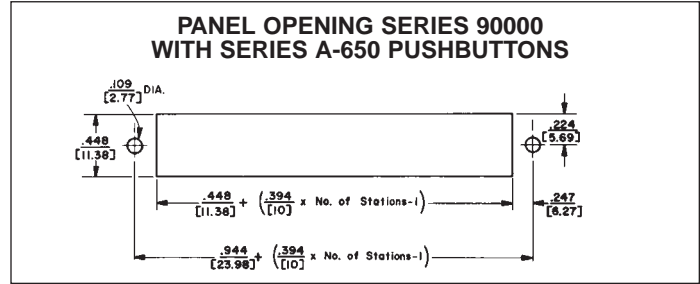 PANEL OPENING SERIES 90000
WITH SERIES A-650 PUSHBUTTONS
.109
[2.77] DIA.
.448
[11.38]
.224
[5.69]
.448
[11.38] + (.394
[10] x No. of Stations-1)
.247
[6.27]
.944
[23.98] + (.394
[10] x No. of Stations-1)